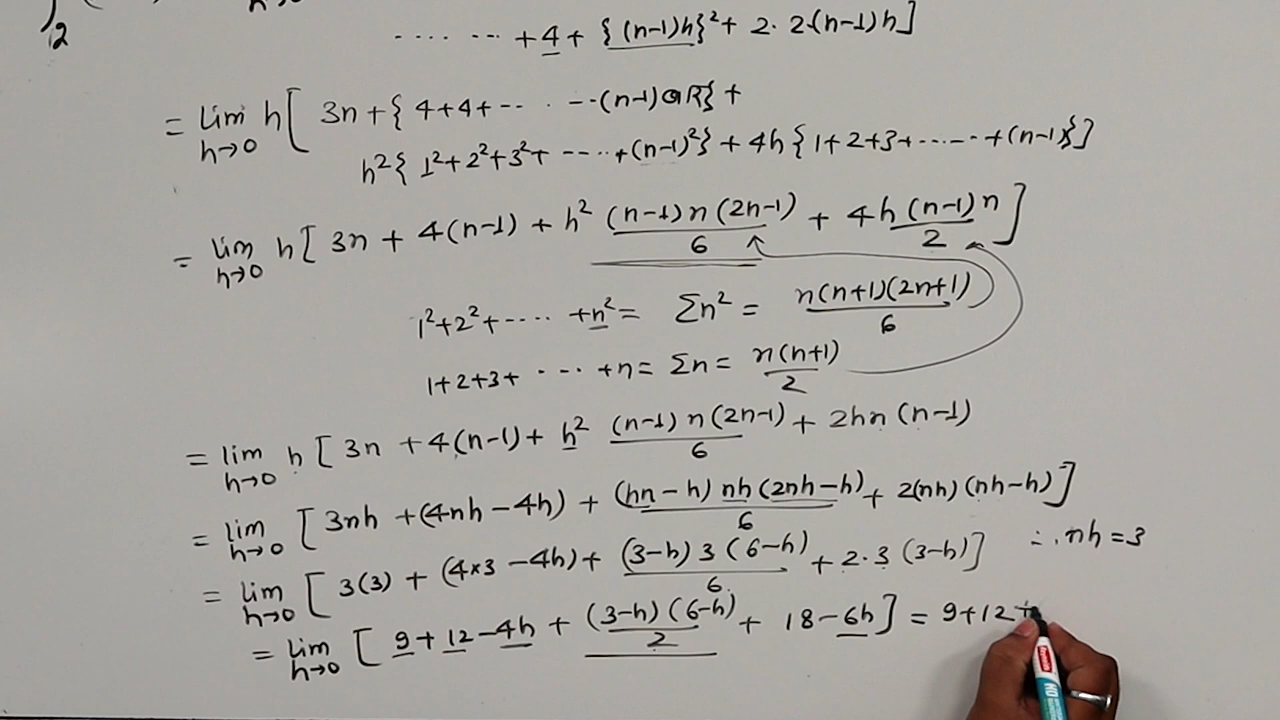 ∫₂
h→0
···· ··· + 4 + {(n-1)h}² + 2· 2·(n-1)h]
= lim h→0 h[ 3n + {4+4+-- · --(n-1)बार} +
h²{ 1²+2²+3²+ ----·+(n-1)²} + 4h {1+2+3+·····-+(n-1)}]
= lim h→0 h[ 3n + 4(n-1) + h² (n-1)n(2n-1)/6 + 4h (n-1)n/2 ]
1²+2²+---·· +n² = Σn² = n(n+1)(2n+1)/6
1+2+3+ ··-· +n = Σn = n(n+1)/2
= lim h→0 h [ 3n + 4(n-1) + h² (n-1)n(2n-1)/6 + 2hn (n-1)
= lim h→0 [ 3nh + (4nh - 4h) + (hn-h) nh (2nh-h)/6 + 2(nh)(nh-h) ]
= lim h→0 [ 3(3) + (4×3 - 4h) + (3-h) 3 (6-h)/6 + 2·3 (3-h)] ∴ nh = 3
= lim h→0 [ 9 + 12 - 4h + (3-h)(6-h)/2 + 18 - 6h ] = 9+12+